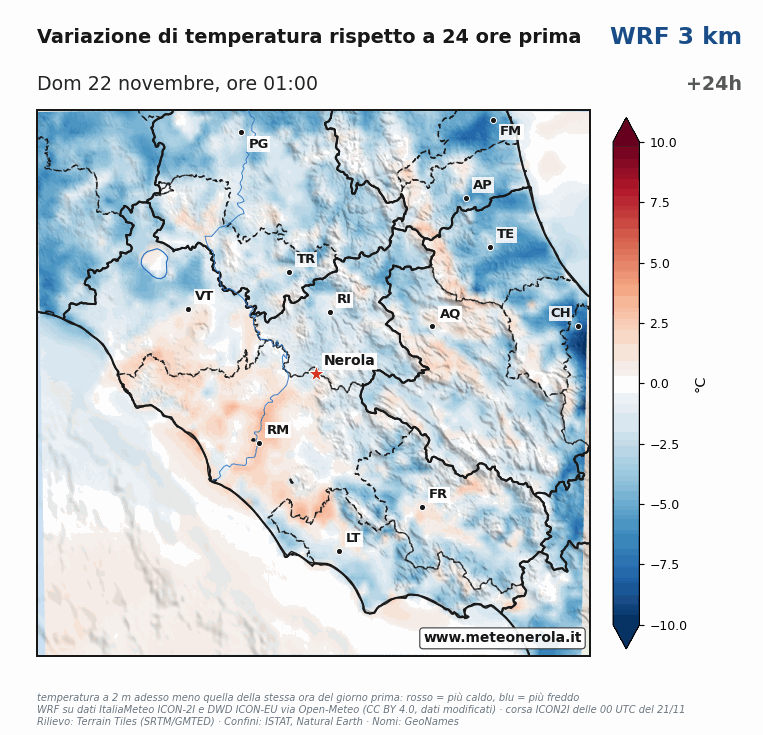 Variazione di temperatura rispetto a 24 ore prima
WRF 3 km
Dom 22 novembre, ore 01:00
+24h
FM
PG
AP
TE
TR
VT
RI
AQ
CH
Nerola
RM
FR
LT
www.meteonerola.it
10.0
7.5
5.0
2.5
0.0
−2.5
−5.0
−7.5
−10.0
°C
temperatura a 2 m adesso meno quella della stessa ora del giorno prima: rosso = più caldo, blu = più freddo
WRF su dati ItaliaMeteo ICON-2I e DWD ICON-EU via Open-Meteo (CC BY 4.0, dati modificati) · corsa ICON2I delle 00 UTC del 21/11
Rilievo: Terrain Tiles (SRTM/GMTED) · Confini: ISTAT, Natural Earth · Nomi: GeoNames